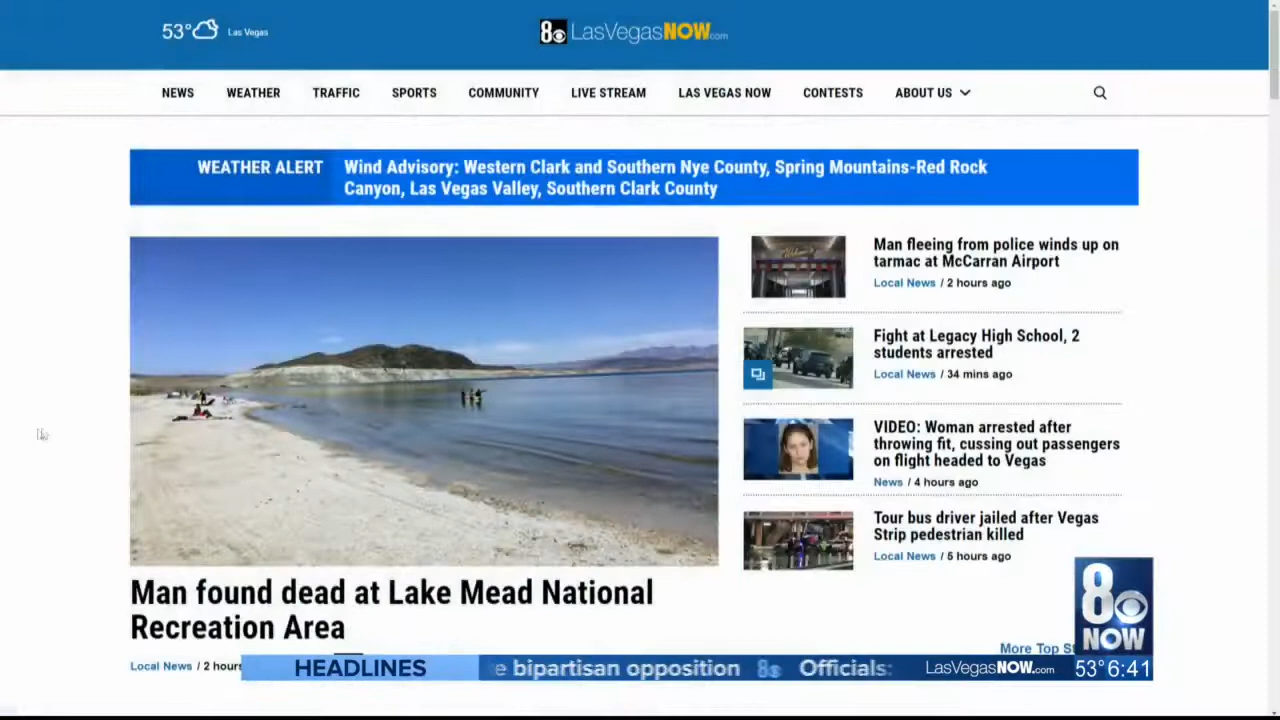 53° Las Vegas
8 LasVegasNOW.com
NEWS WEATHER TRAFFIC SPORTS COMMUNITY LIVE STREAM LAS VEGAS NOW CONTESTS ABOUT US
WEATHER ALERT
Wind Advisory: Western Clark and Southern Nye County, Spring Mountains-Red Rock
Canyon, Las Vegas Valley, Southern Clark County
Man fleeing from police winds up on
tarmac at McCarran Airport
Local News / 2 hours ago
Fight at Legacy High School, 2
students arrested
Local News / 34 mins ago
VIDEO: Woman arrested after
throwing fit, cussing out passengers
on flight headed to Vegas
News / 4 hours ago
Tour bus driver jailed after Vegas
Strip pedestrian killed
Local News / 5 hours ago
Man found dead at Lake Mead National
Recreation Area
Local News / 2 hours
More Top St
8 NOW
HEADLINES e bipartisan opposition 8 Officials: LasVegasNOW.com 53° 6:41